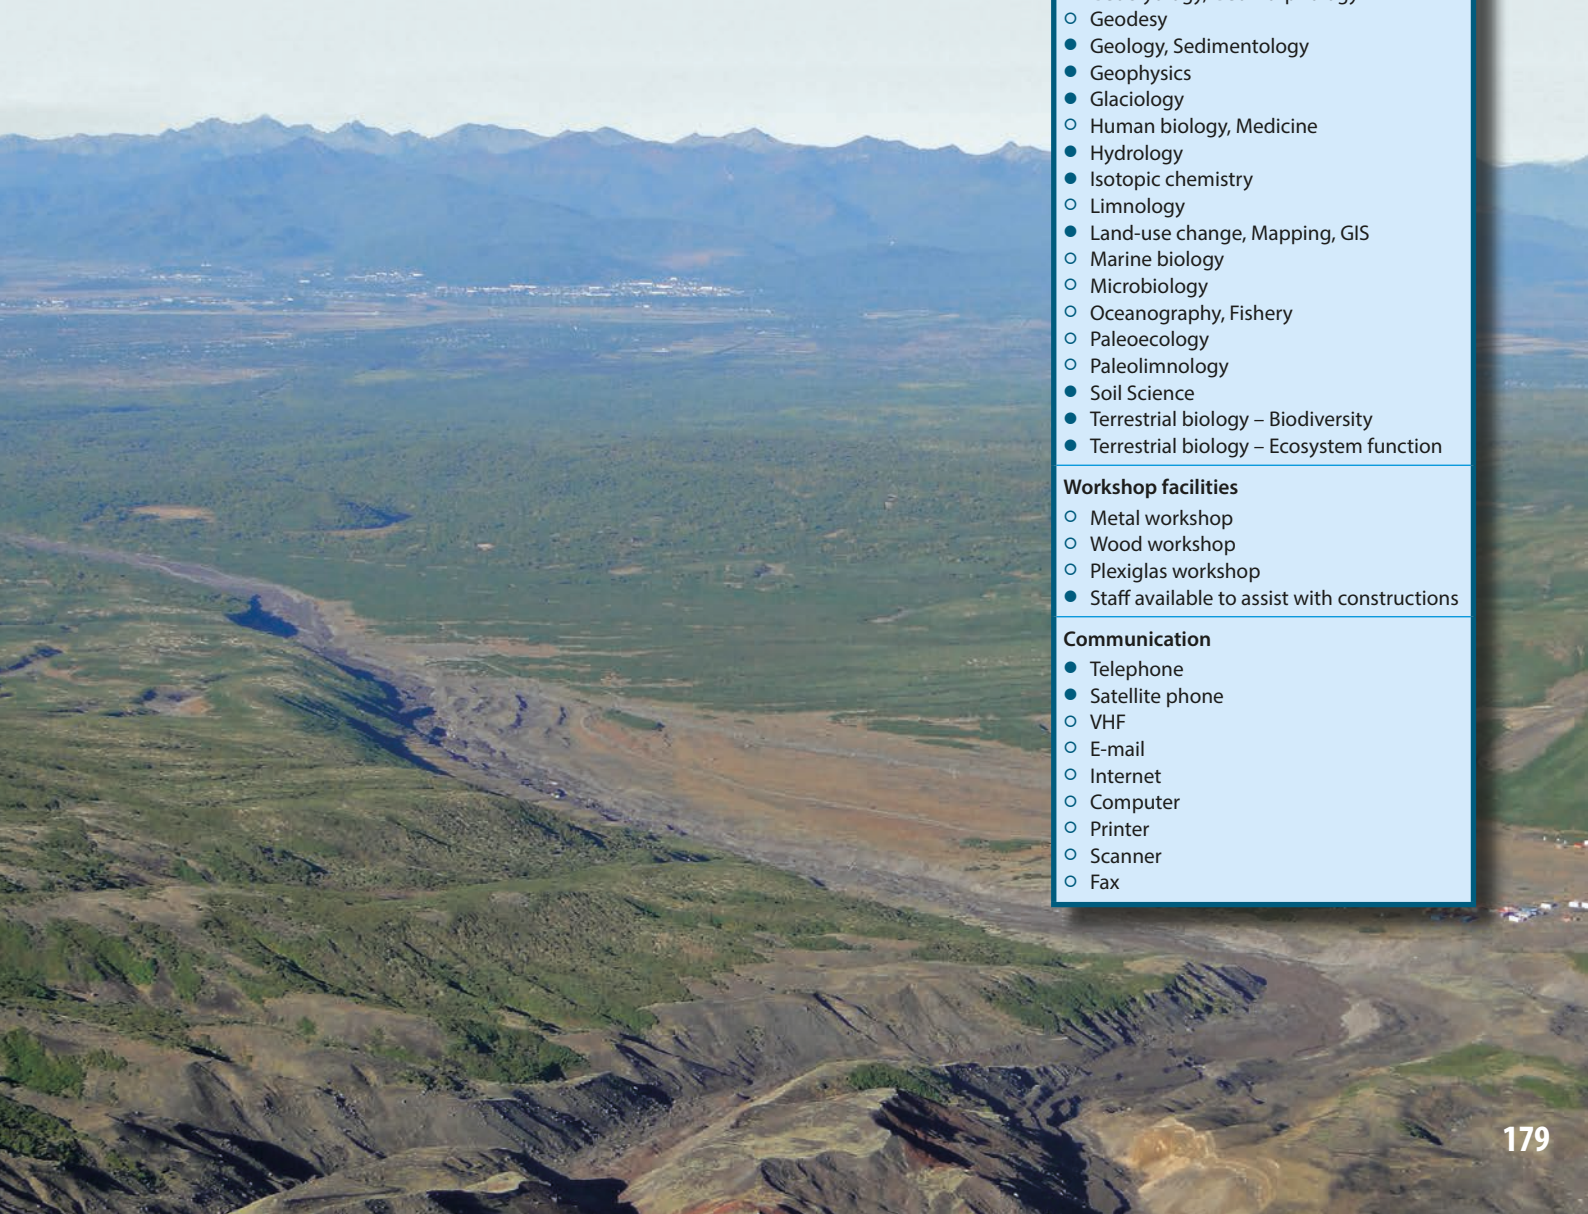 ○ Geodesy
● Geology, Sedimentology
● Geophysics
● Glaciology
○ Human biology, Medicine
● Hydrology
● Isotopic chemistry
○ Limnology
● Land-use change, Mapping, GIS
○ Marine biology
○ Microbiology
○ Oceanography, Fishery
○ Paleoecology
○ Paleolimnology
● Soil Science
● Terrestrial biology – Biodiversity
● Terrestrial biology – Ecosystem function
Workshop facilities
○ Metal workshop
○ Wood workshop
○ Plexiglas workshop
● Staff available to assist with constructions
Communication
● Telephone
● Satellite phone
○ VHF
○ E-mail
○ Internet
○ Computer
○ Printer
○ Scanner
○ Fax
179